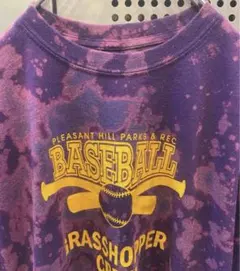 PLEASANT HILL PARKS & REC
BASEBALL
GRASSHOPPER